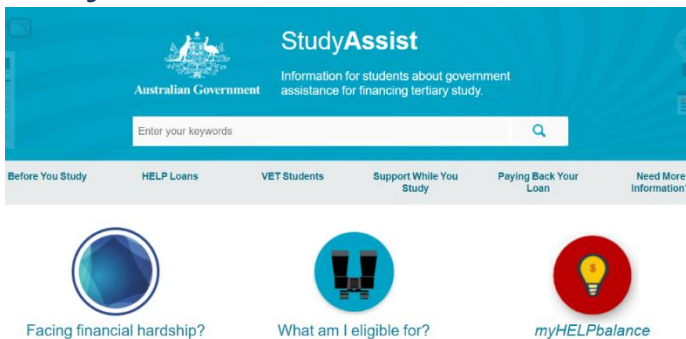 StudyAssist
Information for students about government
assistance for financing tertiary study.
Australian Government
Enter your keywords
Before You Study
HELP Loans
VET Students
Support While You
Study
Paying Back Your
Loan
Need More
Information
Facing financial hardship?
What am I eligible for?
$
myHELPbalance